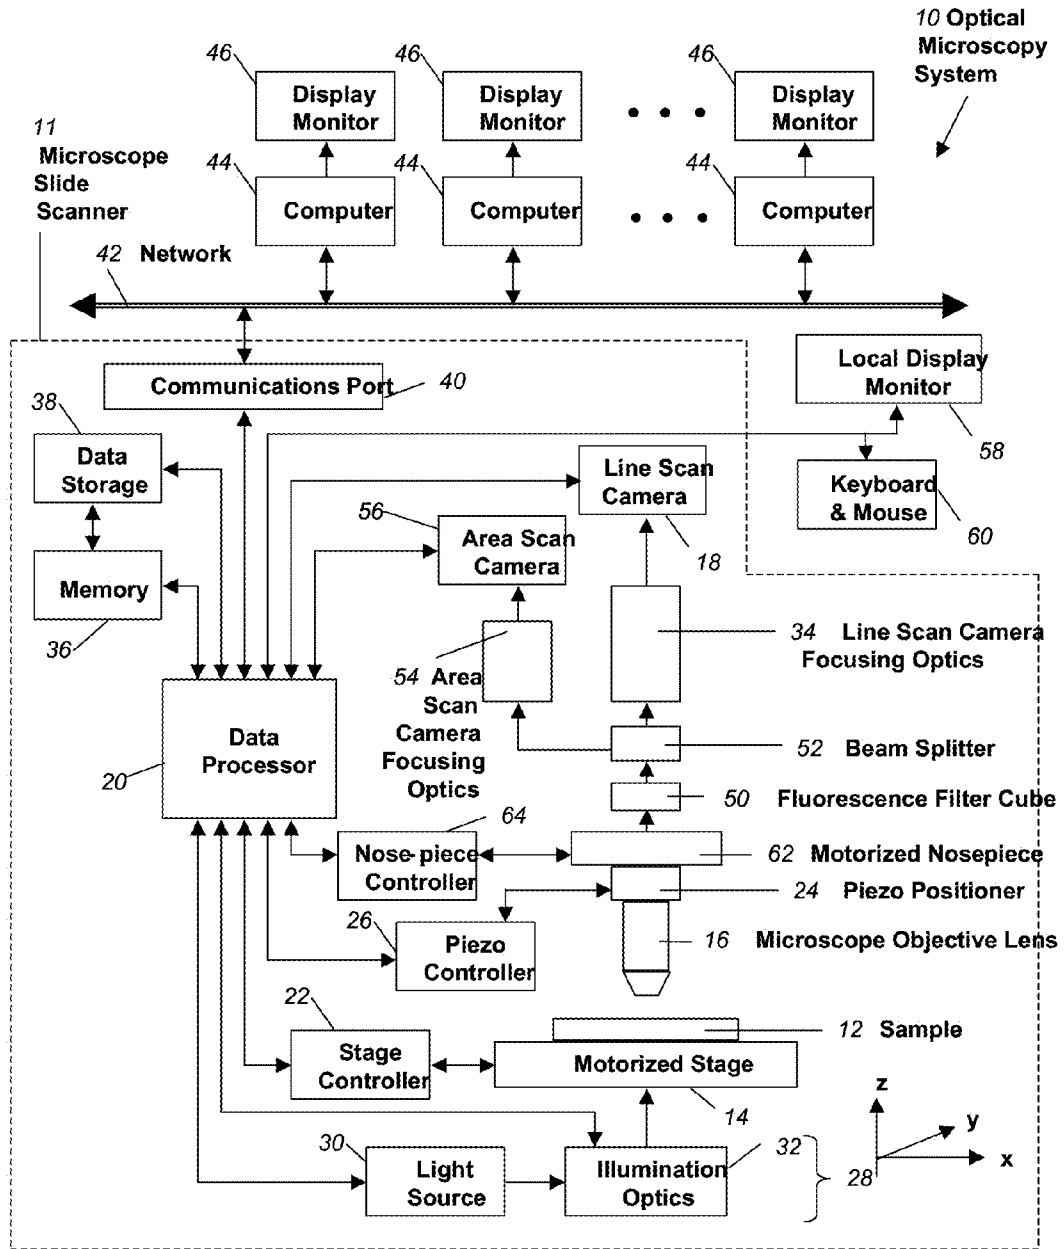 10 Optical
Microscopy
System
46
46
46
Display
Monitor
Display
Monitor
Display
Monitor
11
Microscope
Slide
Scanner
44
44
44
Computer
Computer
Computer
42 Network
Communications Port
40
Local Display
Monitor
58
38
Data
Storage
Line Scan
Camera
18
Keyboard
& Mouse
60
56
Area Scan
Camera
Memory
36
34 Line Scan Camera
Focusing Optics
54 Area
Scan
Camera
Focusing
Optics
Data
Processor
20
52 Beam Splitter
50 Fluorescence Filter Cube
64
Nose-piece
Controller
62 Motorized Nosepiece
24 Piezo Positioner
26
Piezo
Controller
16 Microscope Objective Lens
22
Stage
Controller
12 Sample
Motorized Stage
14
z
y
x
30
Light
Source
Illumination
Optics
32
28